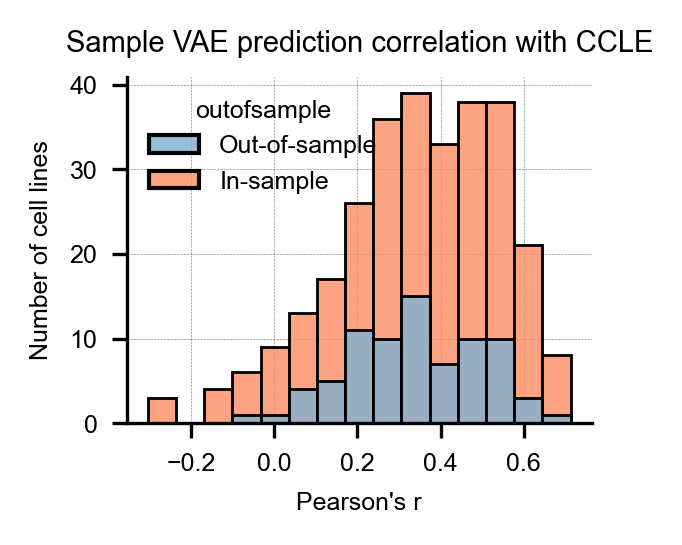 Sample VAE prediction correlation with CCLE
40
30
20
10
0
Number of cell lines
outofsample
Out-of-sample
In-sample
−0.2
0.0
0.2
0.4
0.6
Pearson's r